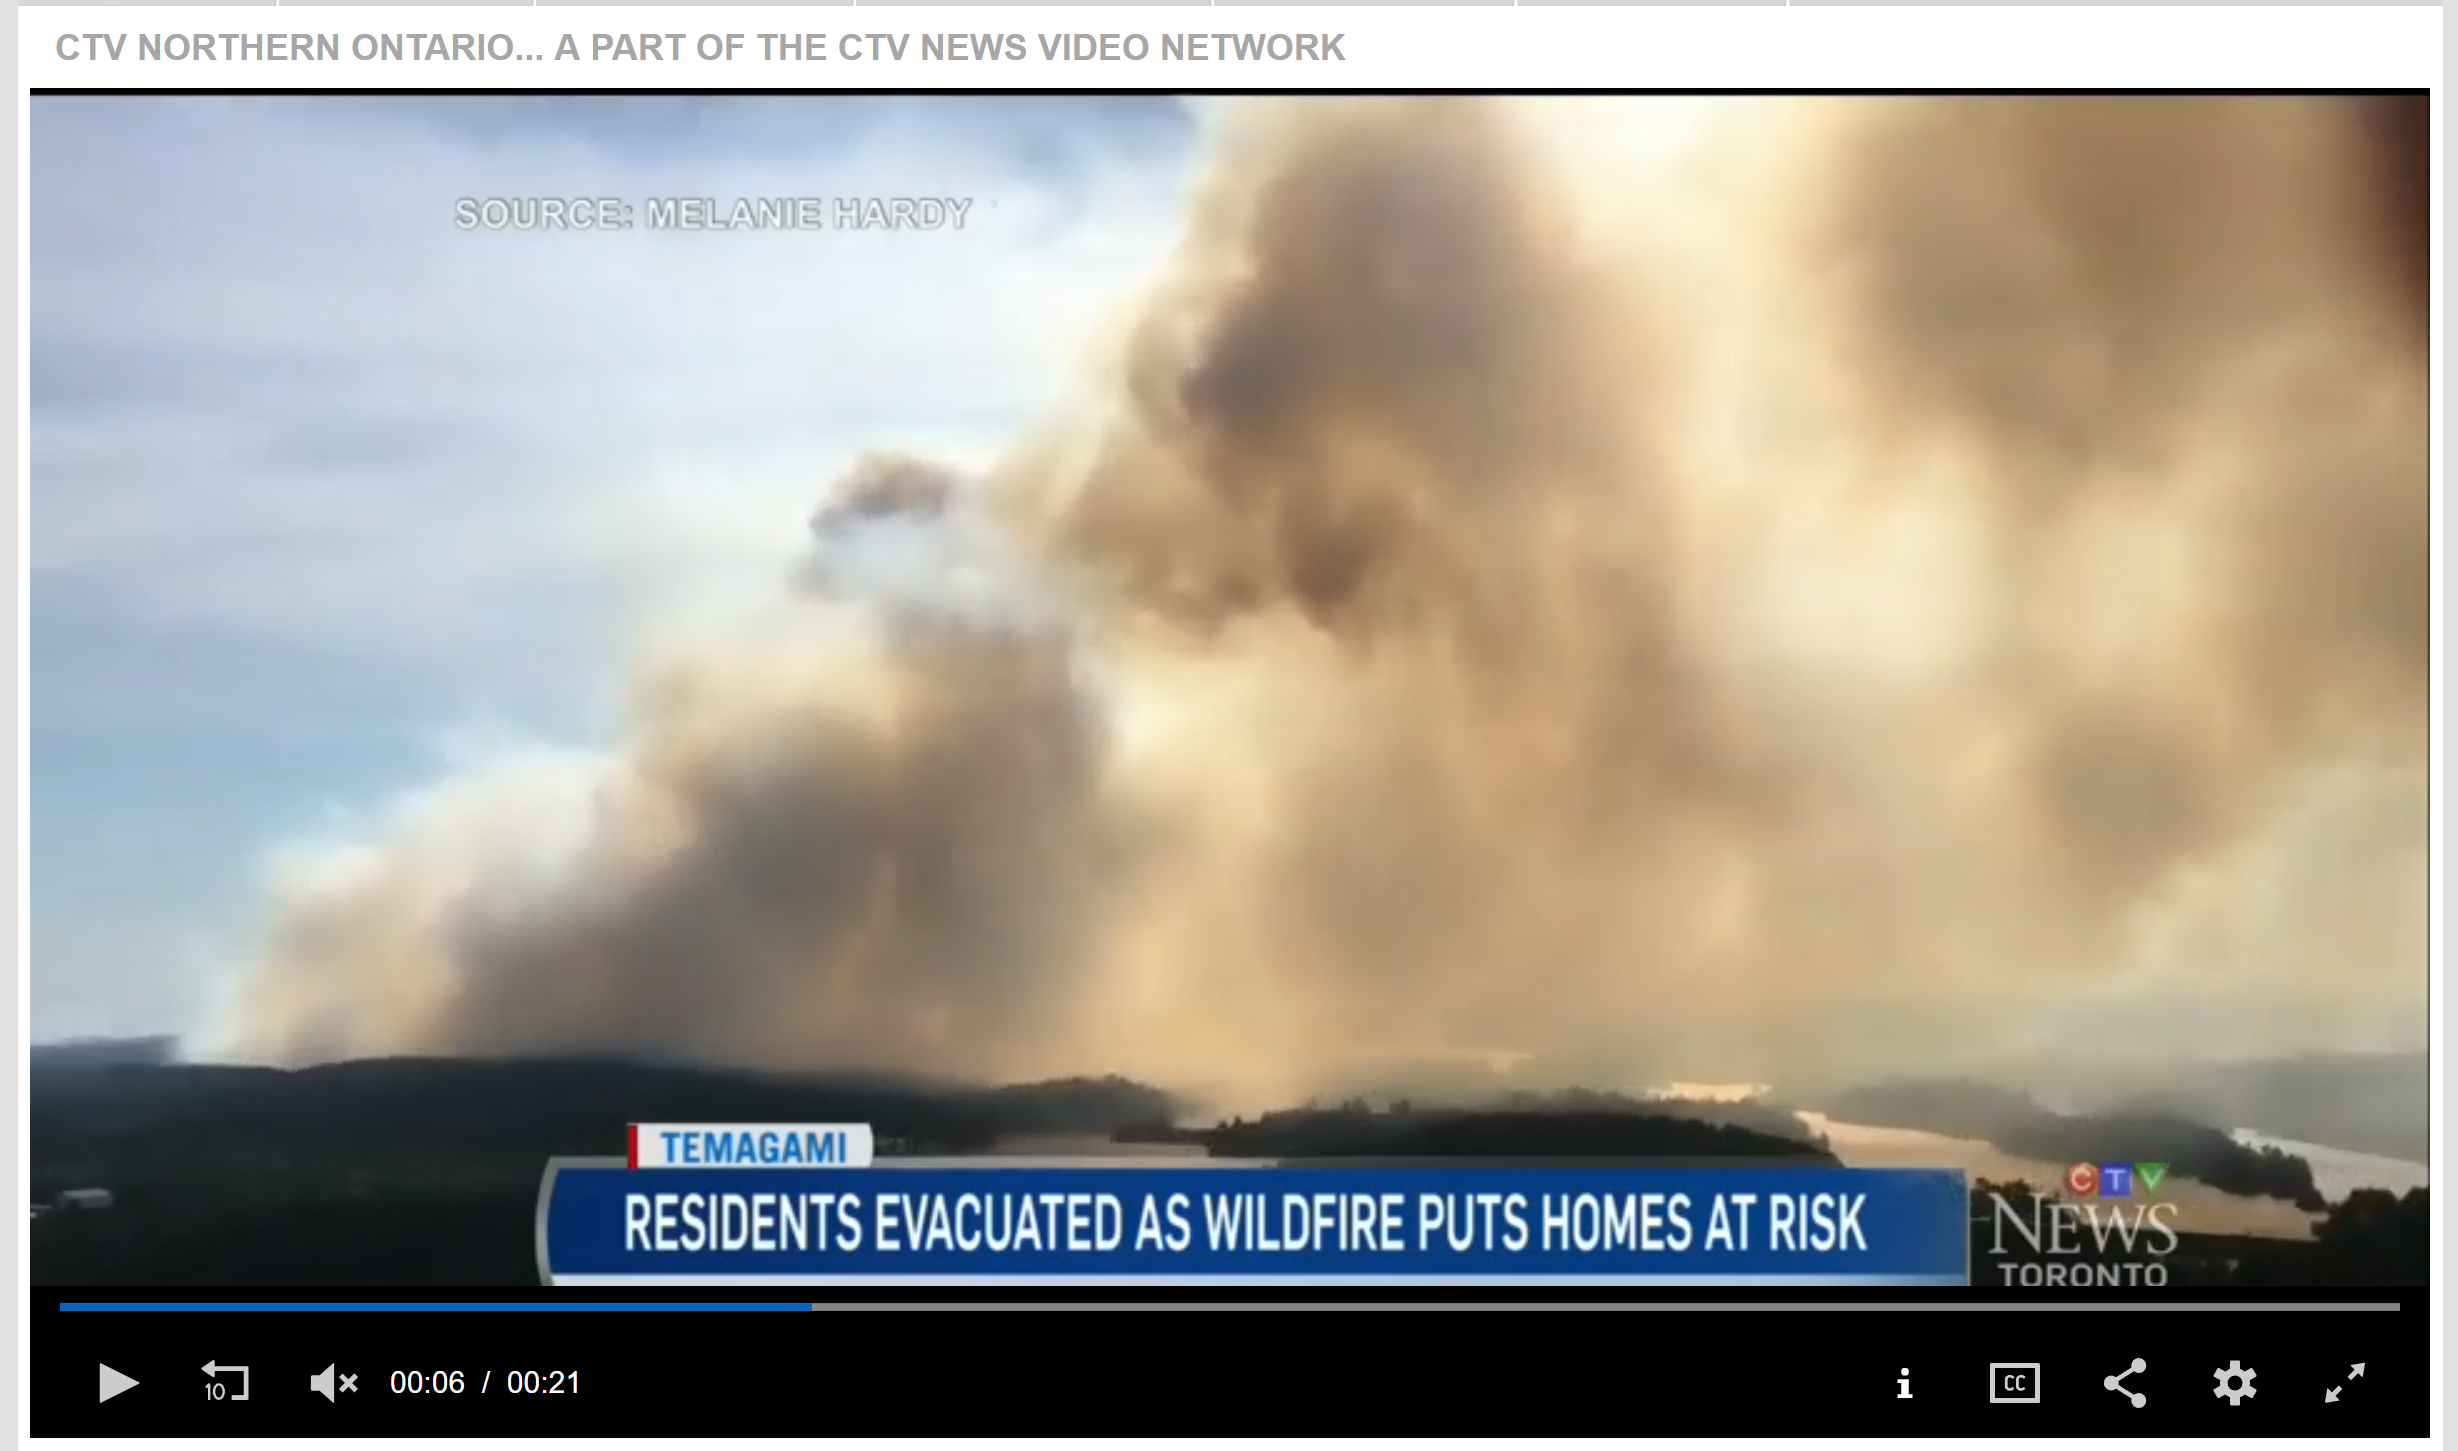 CTV NORTHERN ONTARIO... A PART OF THE CTV NEWS VIDEO NETWORK
SOURCE: MELANIE HARDY
TEMAGAMI
RESIDENTS EVACUATED AS WILDFIRE PUTS HOMES AT RISK
CTV
NEWS
TORONTO
10
00:06 / 00:21
i
CC